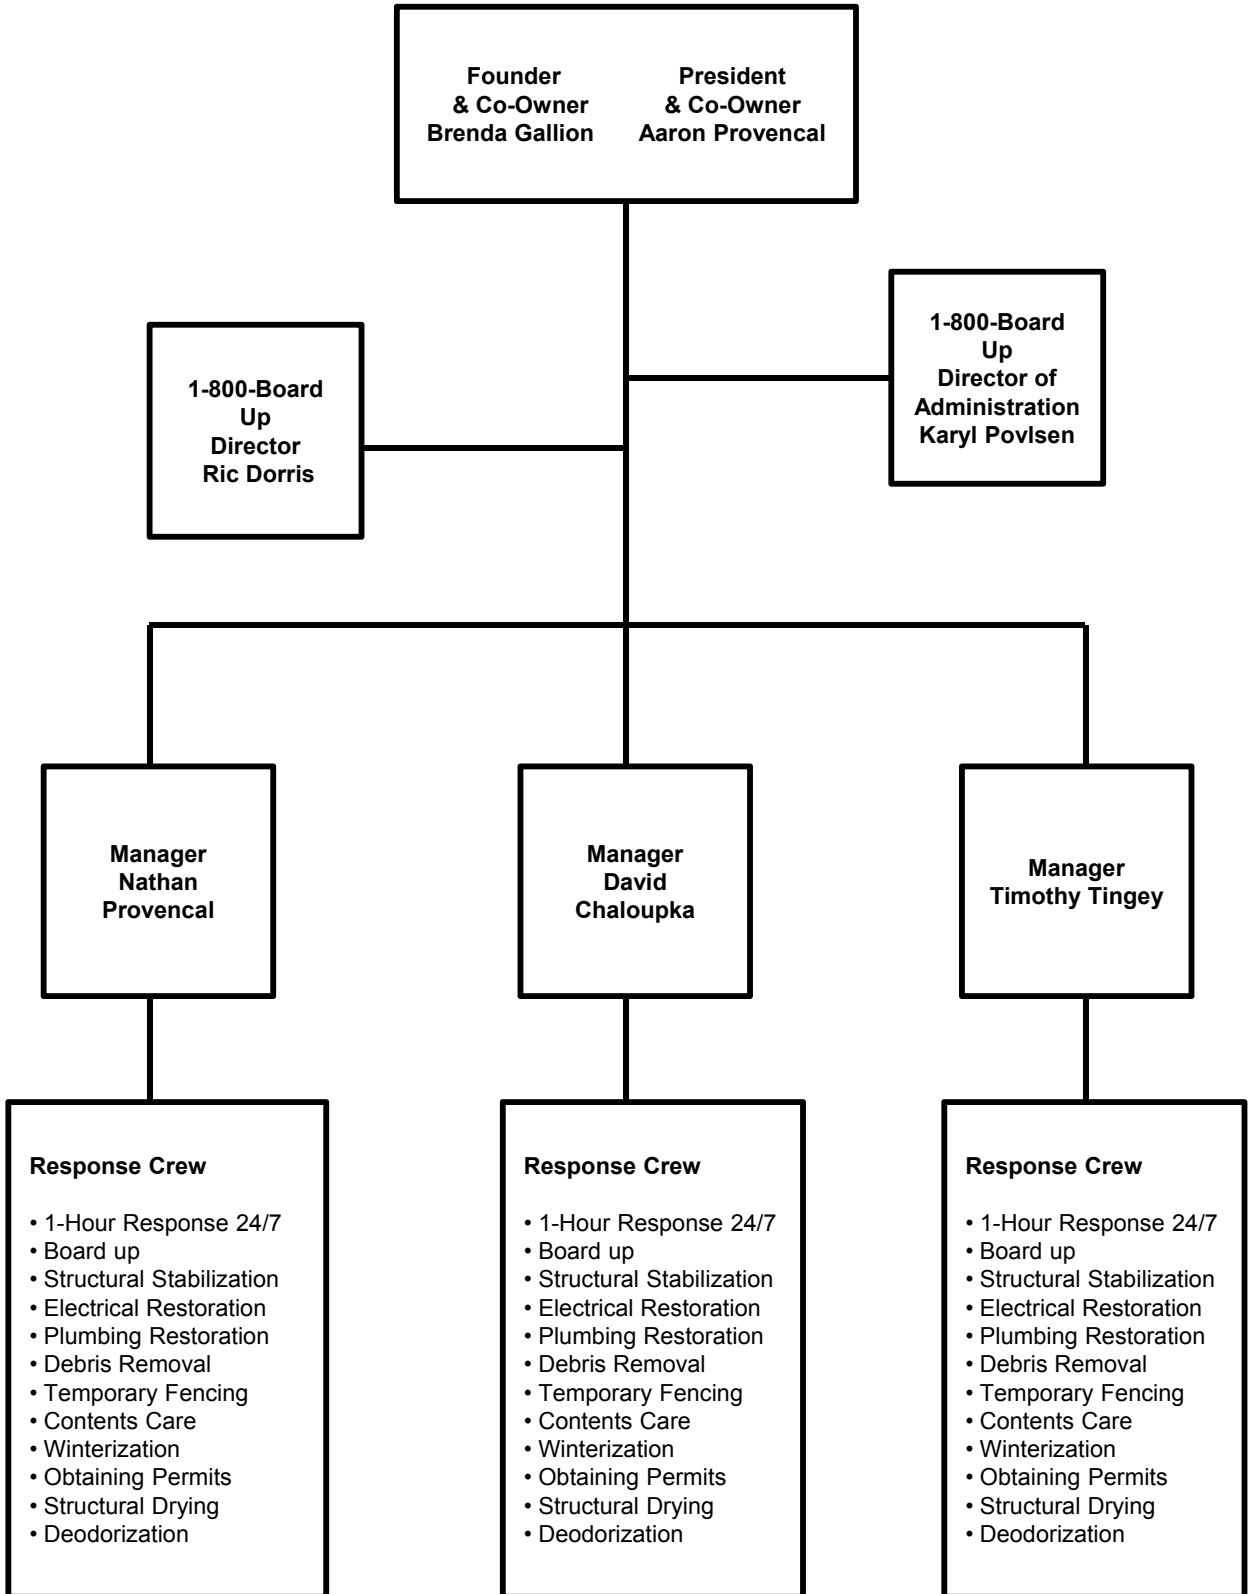 Founder
& Co-Owner
Brenda Gallion
President
& Co-Owner
Aaron Provencal
1-800-Board
Up
Director of
Administration
Karyl Povlsen
1-800-Board
Up
Director
Ric Dorris
Manager
Nathan
Provencal
Manager
David
Chaloupka
Manager
Timothy Tingey
Response Crew
• 1-Hour Response 24/7
• Board up
• Structural Stabilization
• Electrical Restoration
• Plumbing Restoration
• Debris Removal
• Temporary Fencing
• Contents Care
• Winterization
• Obtaining Permits
• Structural Drying
• Deodorization
Response Crew
• 1-Hour Response 24/7
• Board up
• Structural Stabilization
• Electrical Restoration
• Plumbing Restoration
• Debris Removal
• Temporary Fencing
• Contents Care
• Winterization
• Obtaining Permits
• Structural Drying
• Deodorization
Response Crew
• 1-Hour Response 24/7
• Board up
• Structural Stabilization
• Electrical Restoration
• Plumbing Restoration
• Debris Removal
• Temporary Fencing
• Contents Care
• Winterization
• Obtaining Permits
• Structural Drying
• Deodorization